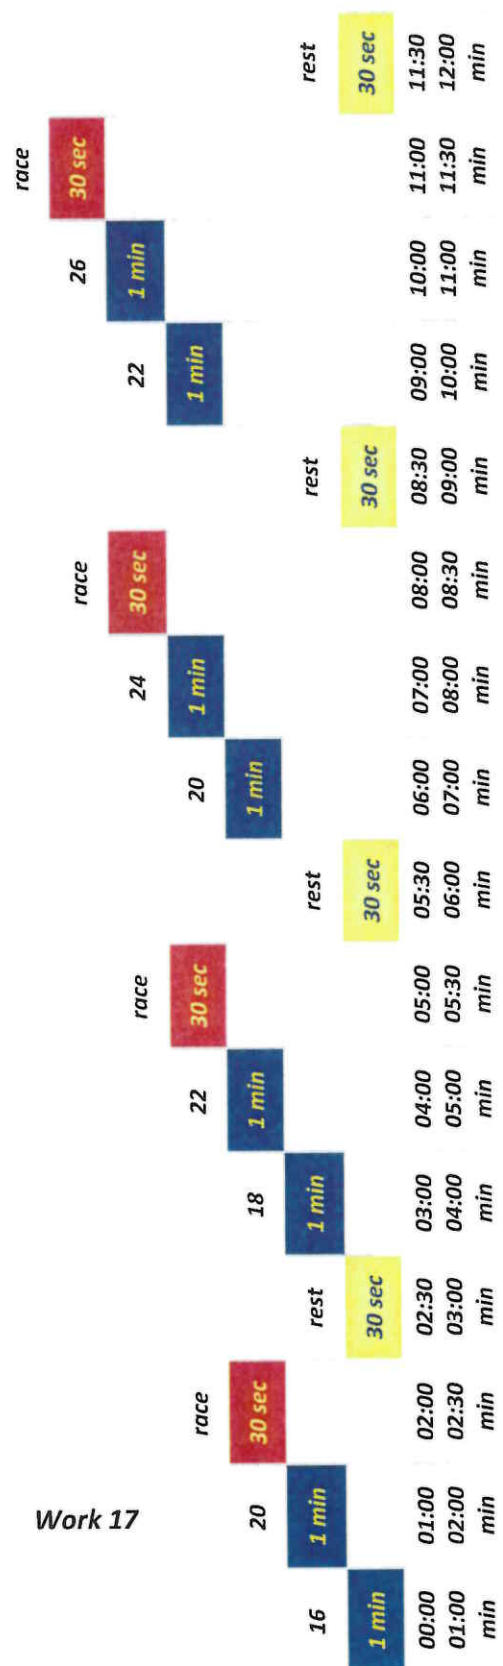 Work 17
16
1 min
00:00
01:00
min
20
1 min
01:00
02:00
min
race
30 sec
02:00
02:30
min
rest
30 sec
02:30
03:00
min
18
1 min
03:00
04:00
min
22
1 min
04:00
05:00
min
race
30 sec
05:00
05:30
min
rest
30 sec
05:30
06:00
min
20
1 min
06:00
07:00
min
24
1 min
07:00
08:00
min
race
30 sec
08:00
08:30
min
rest
30 sec
08:30
09:00
min
22
1 min
09:00
10:00
min
26
1 min
10:00
11:00
min
race
30 sec
11:00
11:30
min
rest
30 sec
11:30
12:00
min